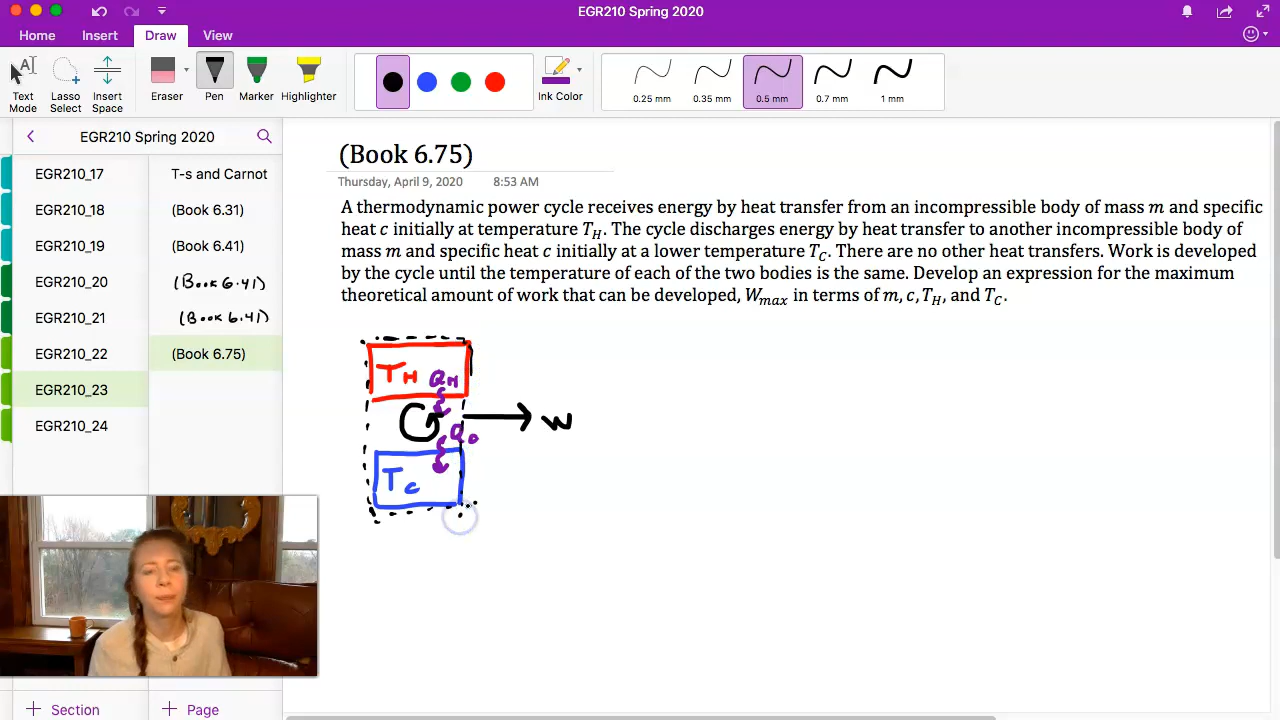 EGR210 Spring 2020
Home Insert Draw View
Text Mode
Lasso Select
Insert Space
Eraser
Pen
Marker
Highlighter
Ink Color
0.25 mm
0.35 mm
0.5 mm
0.7 mm
1 mm
EGR210 Spring 2020
EGR210_17
EGR210_18
EGR210_19
EGR210_20
EGR210_21
EGR210_22
EGR210_23
EGR210_24
T-s and Carnot
(Book 6.31)
(Book 6.41)
(Book 6.41)
(Book 6.41)
(Book 6.75)
+ Section
+ Page
(Book 6.75)
Thursday, April 9, 2020 8:53 AM
A thermodynamic power cycle receives energy by heat transfer from an incompressible body of mass m and specific
heat c initially at temperature T_H. The cycle discharges energy by heat transfer to another incompressible body of
mass m and specific heat c initially at a lower temperature T_C. There are no other heat transfers. Work is developed
by the cycle until the temperature of each of the two bodies is the same. Develop an expression for the maximum
theoretical amount of work that can be developed, W_max in terms of m, c, T_H, and T_C.
T_H
Q_H
W
T_C